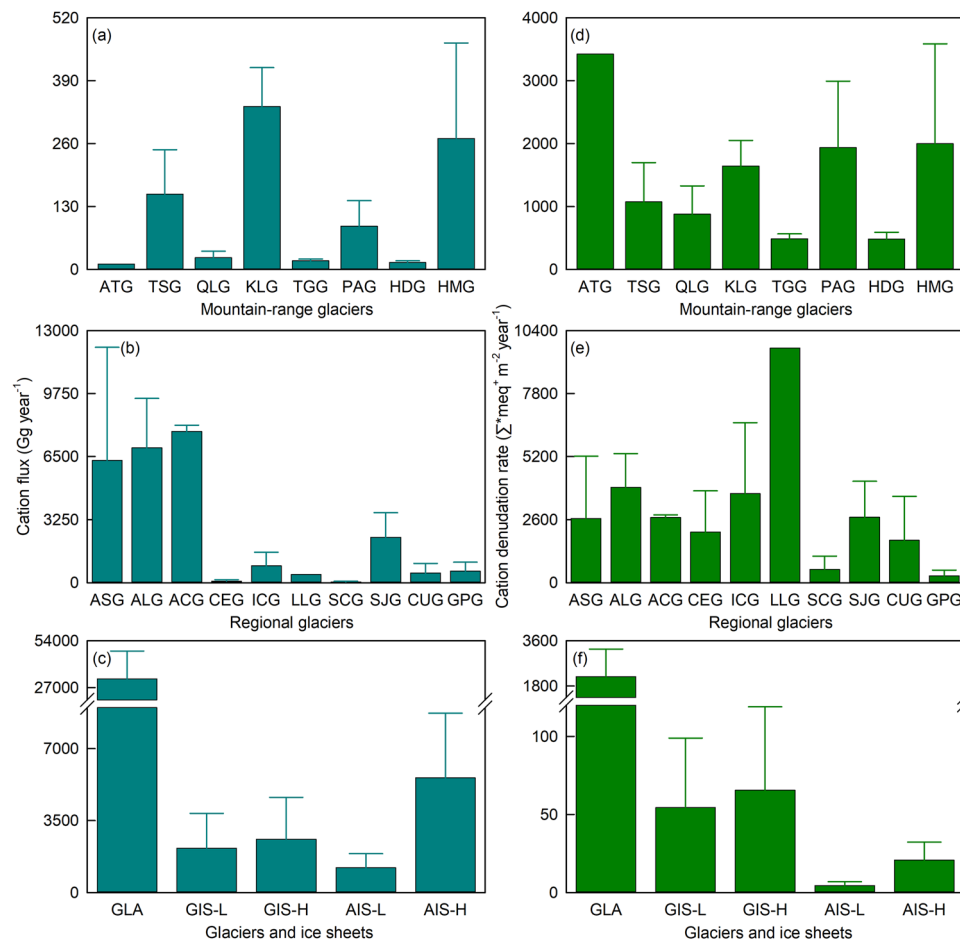 (a)
520
390
260
130
0
ATG TSG QLG KLG TGG PAG HDG HMG
Mountain-range glaciers
(d)
4000
3000
2000
1000
0
ATG TSG QLG KLG TGG PAG HDG HMG
Mountain-range glaciers
Cation flux (Gg year⁻¹)
(b)
13000
9750
6500
3250
0
ASG ALG ACG CEG ICG LLG SCG SJG CUG GPG
Regional glaciers
Cation denudation rate (∑*meq⁺ m⁻² year⁻¹)
(e)
10400
7800
5200
2600
0
ASG ALG ACG CEG ICG LLG SCG SJG CUG GPG
Regional glaciers
(c)
54000
27000
7000
3500
0
GLA GIS-L GIS-H AIS-L AIS-H
Glaciers and ice sheets
(f)
3600
1800
100
50
0
GLA GIS-L GIS-H AIS-L AIS-H
Glaciers and ice sheets